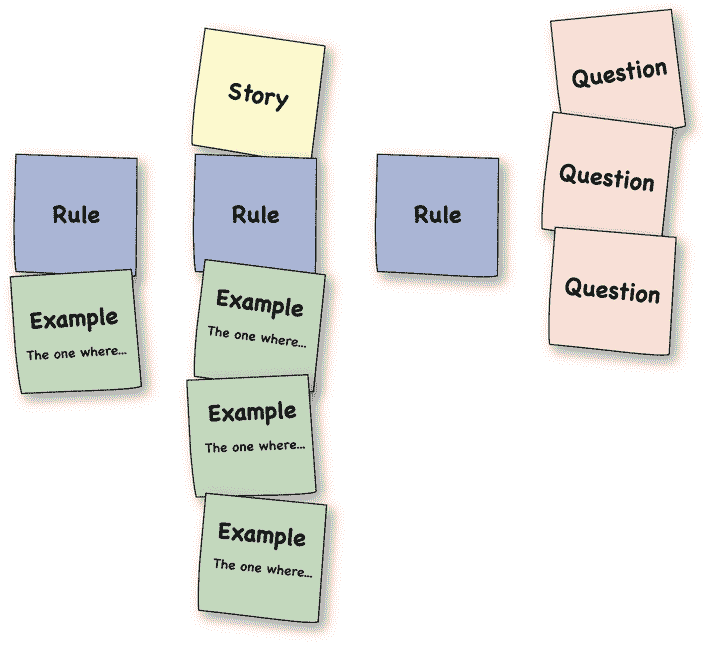 Story
Rule
Rule
Rule
Example
The one where...
Example
The one where...
Example
The one where...
Example
The one where...
Question
Question
Question